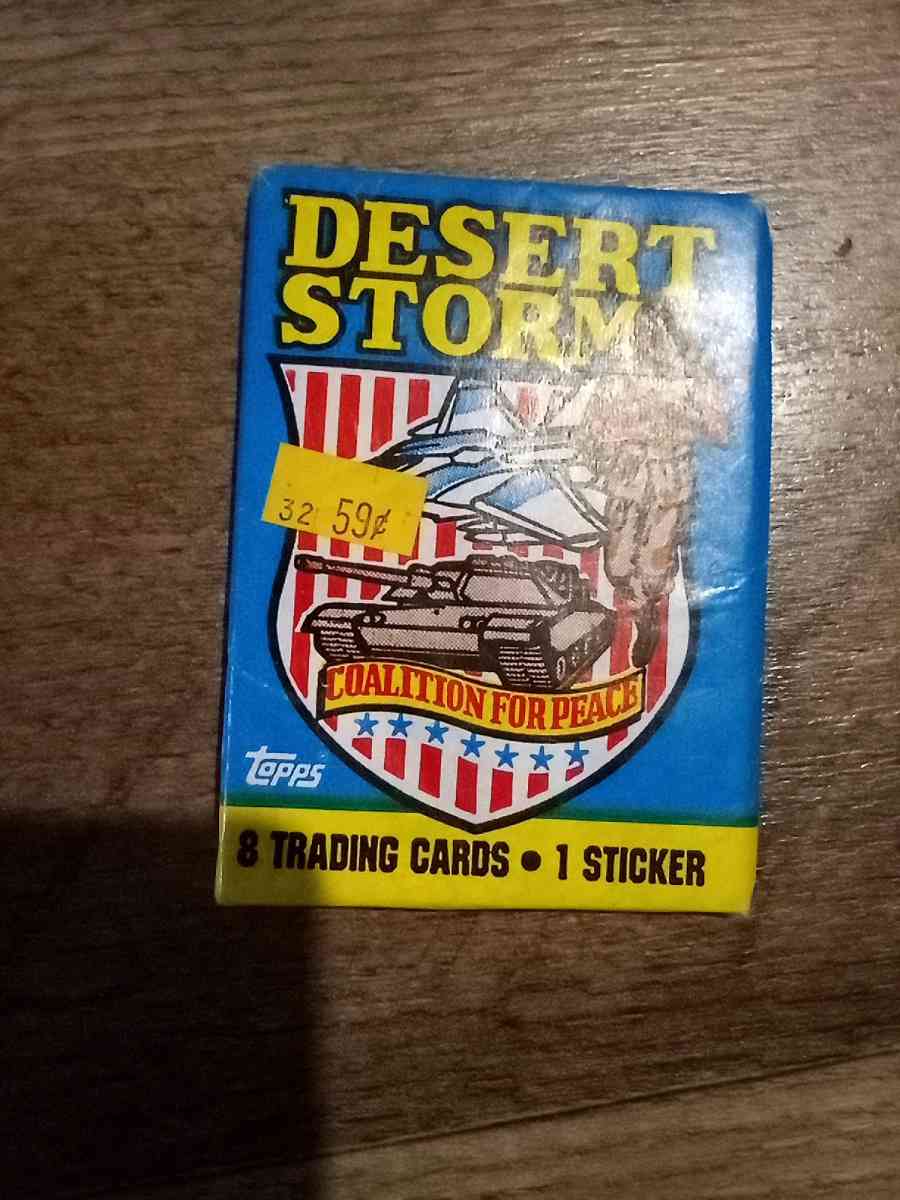 DESERT
STORM
32 59¢
COALITION FOR PEACE
TOPPS
8 TRADING CARDS • 1 STICKER